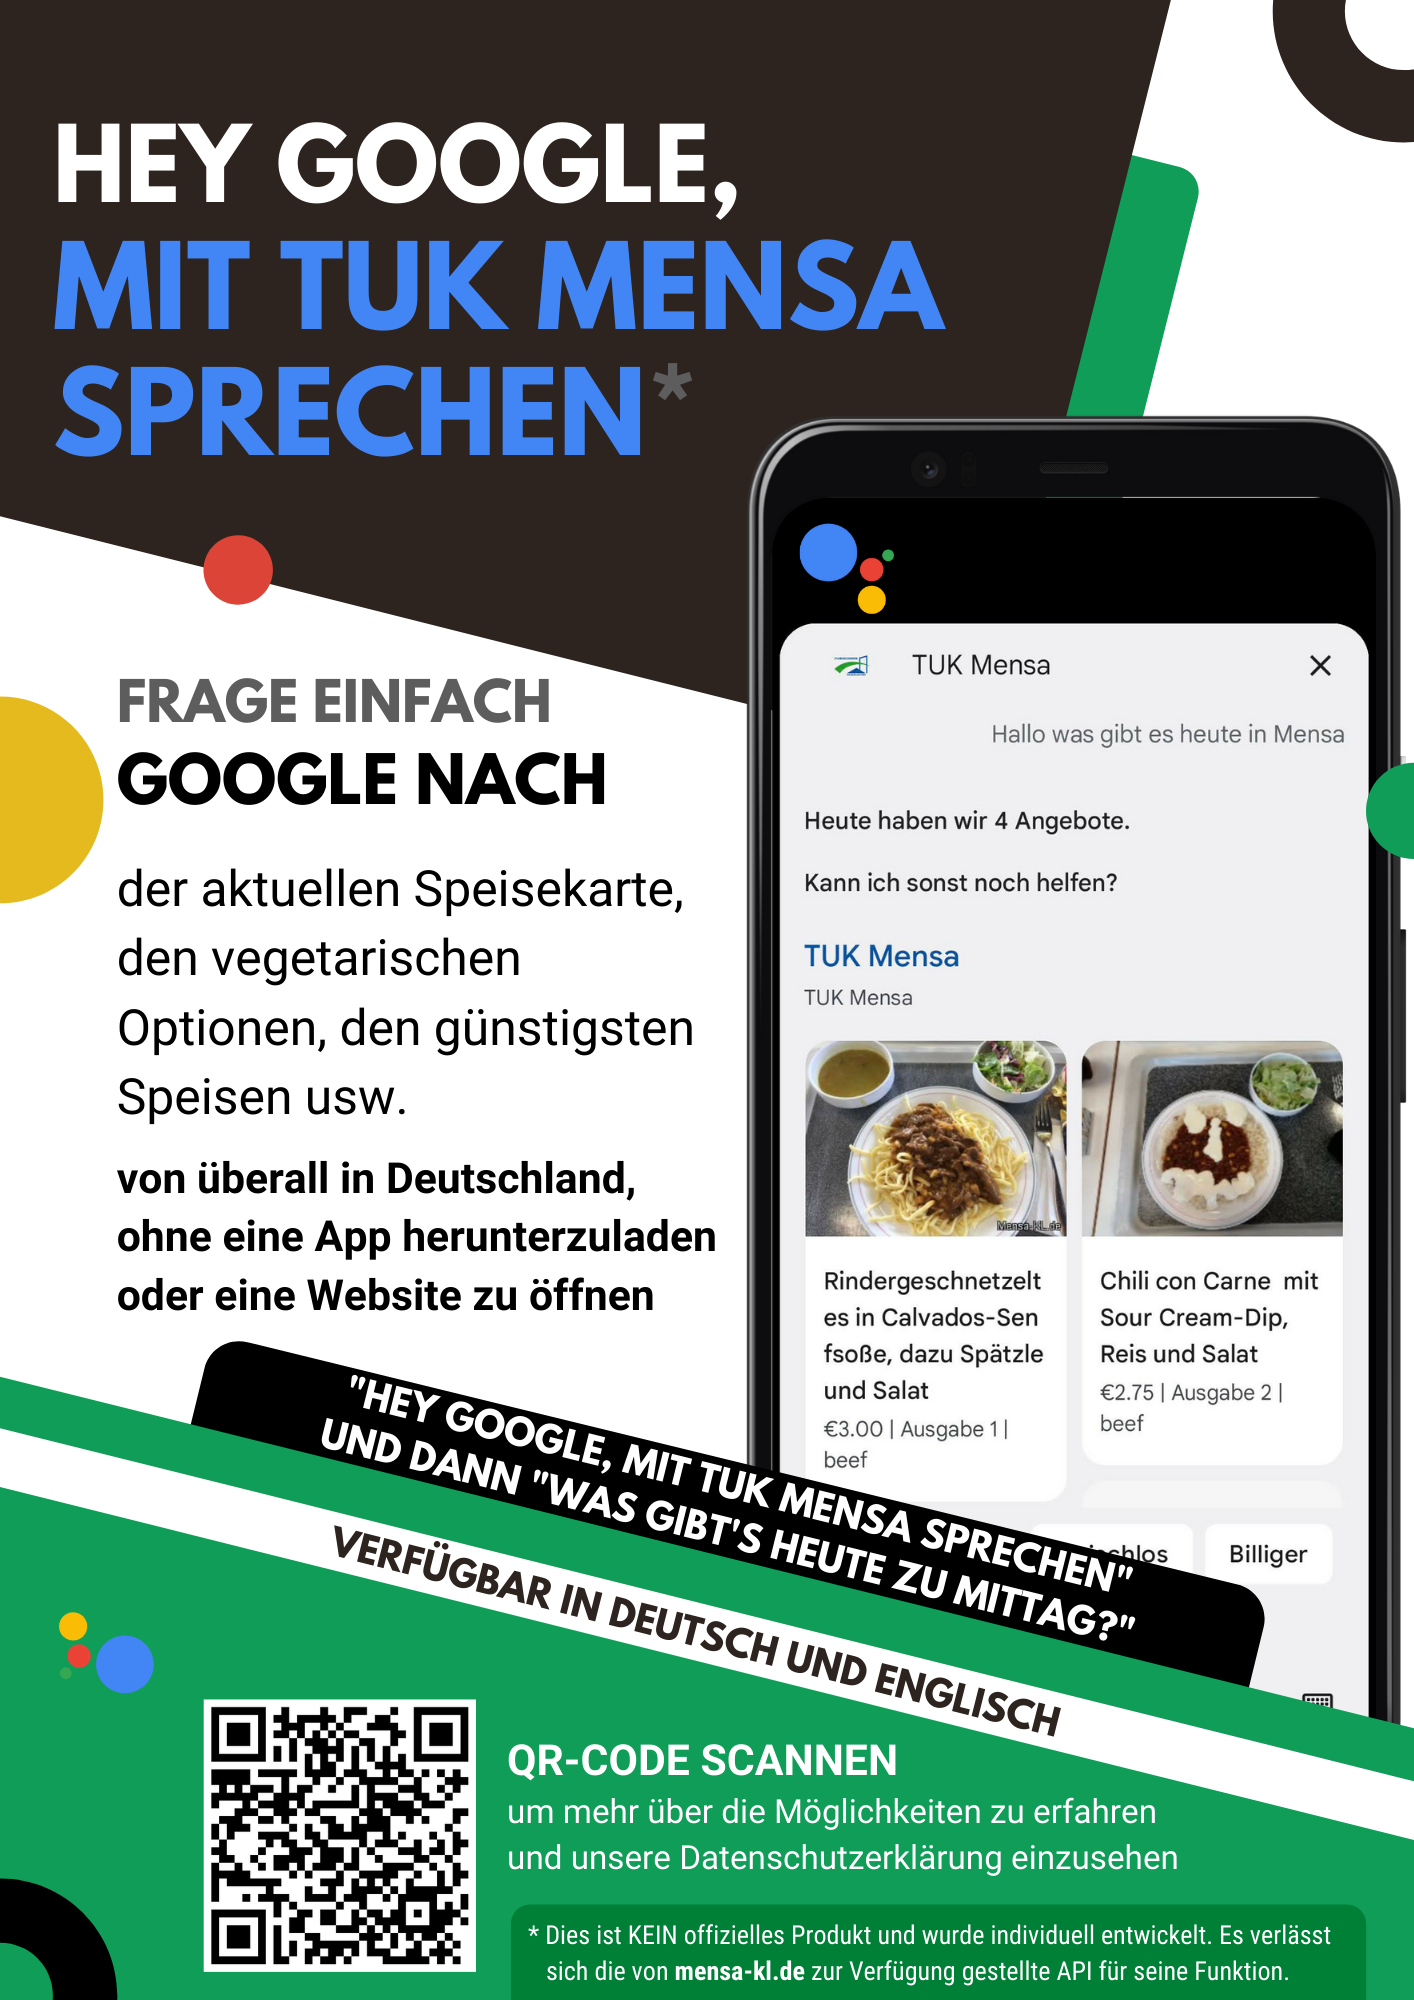 HEY GOOGLE,
MIT TUK MENSA
SPRECHEN*
FRAGE EINFACH
GOOGLE NACH
der aktuellen Speisekarte,
den vegetarischen
Optionen, den günstigsten
Speisen usw.
von überall in Deutschland,
ohne eine App herunterzuladen
oder eine Website zu öffnen
TUK Mensa
Hallo was gibt es heute in Mensa
Heute haben wir 4 Angebote.
Kann ich sonst noch helfen?
TUK Mensa
TUK Mensa
Mensa-KL.de
Rindergeschnetzelt
es in Calvados-Sen
fsoße, dazu Spätzle
und Salat
€3.00 | Ausgabe 1 |
beef
Chili con Carne mit
Sour Cream-Dip,
Reis und Salat
€2.75 | Ausgabe 2 |
beef
Billiger
"HEY GOOGLE, MIT TUK MENSA SPRECHEN"
UND DANN "WAS GIBT'S HEUTE ZU MITTAG?"
VERFÜGBAR IN DEUTSCH UND ENGLISCH
QR-CODE SCANNEN
um mehr über die Möglichkeiten zu erfahren
und unsere Datenschutzerklärung einzusehen
* Dies ist KEIN offizielles Produkt und wurde individuell entwickelt. Es verlässt
sich die von mensa-kl.de zur Verfügung gestellte API für seine Funktion.